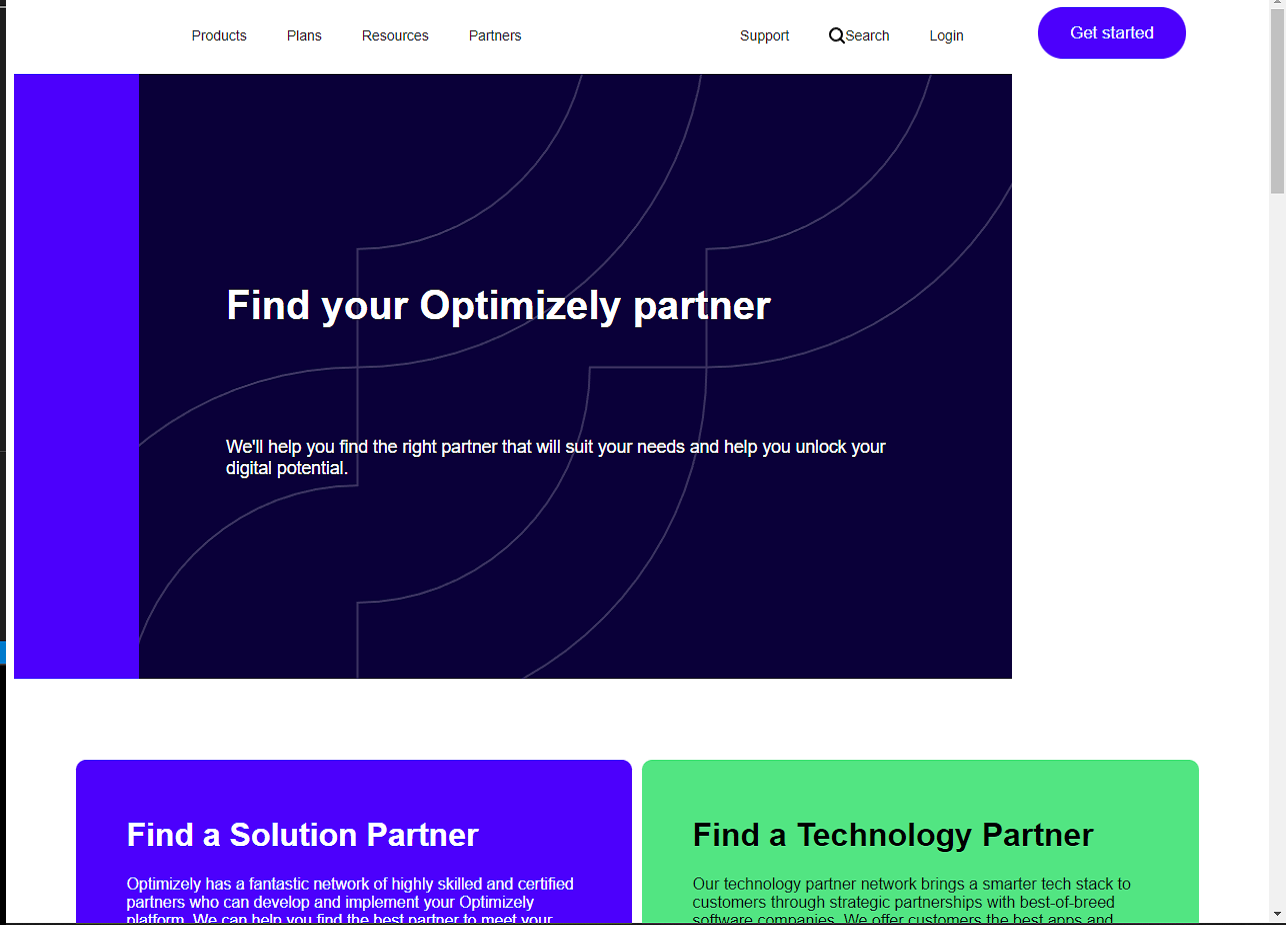 Products Plans Resources Partners Support Search Login Get started
Find your Optimizely partner
We'll help you find the right partner that will suit your needs and help you unlock your
digital potential.
Find a Solution Partner
Optimizely has a fantastic network of highly skilled and certified
partners who can develop and implement your Optimizely
platform. We can help you find the best partner to meet your
Find a Technology Partner
Our technology partner network brings a smarter tech stack to
customers through strategic partnerships with best-of-breed
software companies. We offer customers the best apps and